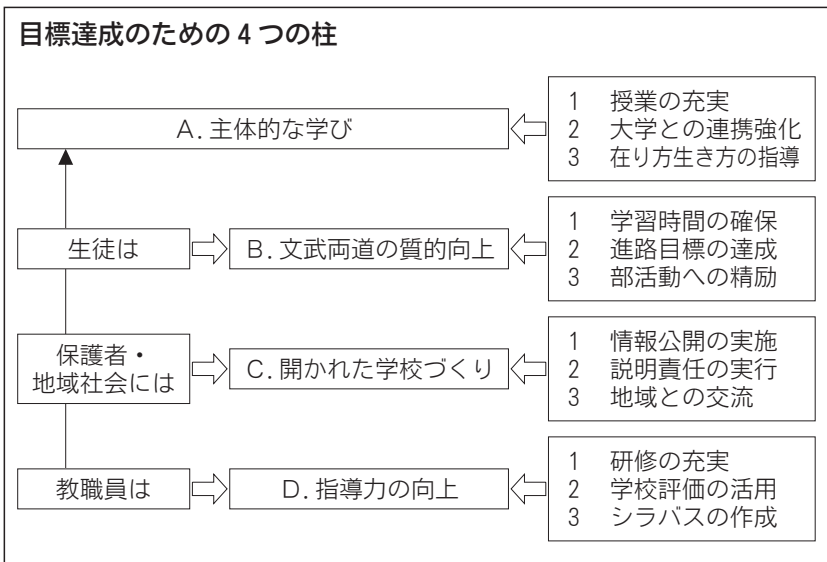 目標達成のための４つの柱
A．主体的な学び
1　授業の充実
2　大学との連携強化
3　在り方生き方の指導
生徒は
B．文武両道の質的向上
1　学習時間の確保
2　進路目標の達成
3　部活動への精励
保護者・
地域社会には
C．開かれた学校づくり
1　情報公開の実施
2　説明責任の実行
3　地域との交流
教職員は
D．指導力の向上
1　研修の充実
2　学校評価の活用
3　シラバスの作成